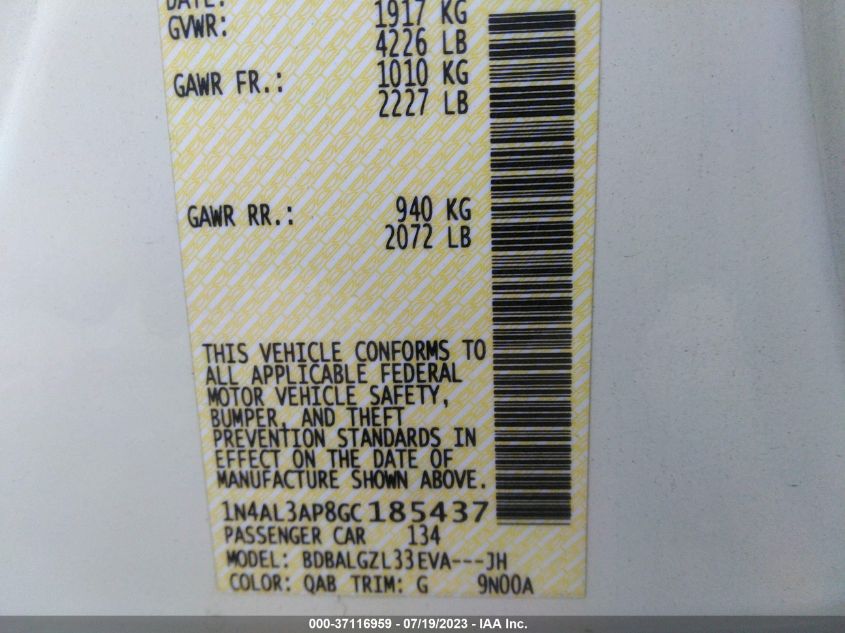 DATE:
GVWR: 1917 KG
4226 LB
GAWR FR.: 1010 KG
2227 LB
GAWR RR.: 940 KG
2072 LB
THIS VEHICLE CONFORMS TO
ALL APPLICABLE FEDERAL
MOTOR VEHICLE SAFETY,
BUMPER, AND THEFT
PREVENTION STANDARDS IN
EFFECT ON THE DATE OF
MANUFACTURE SHOWN ABOVE.
1N4AL3AP8GC185437
PASSENGER CAR 134
MODEL: BDBALGZL33EVA---JH
COLOR: QAB TRIM: G 9N00A
000-37116959 - 07/19/2023 - IAA Inc.